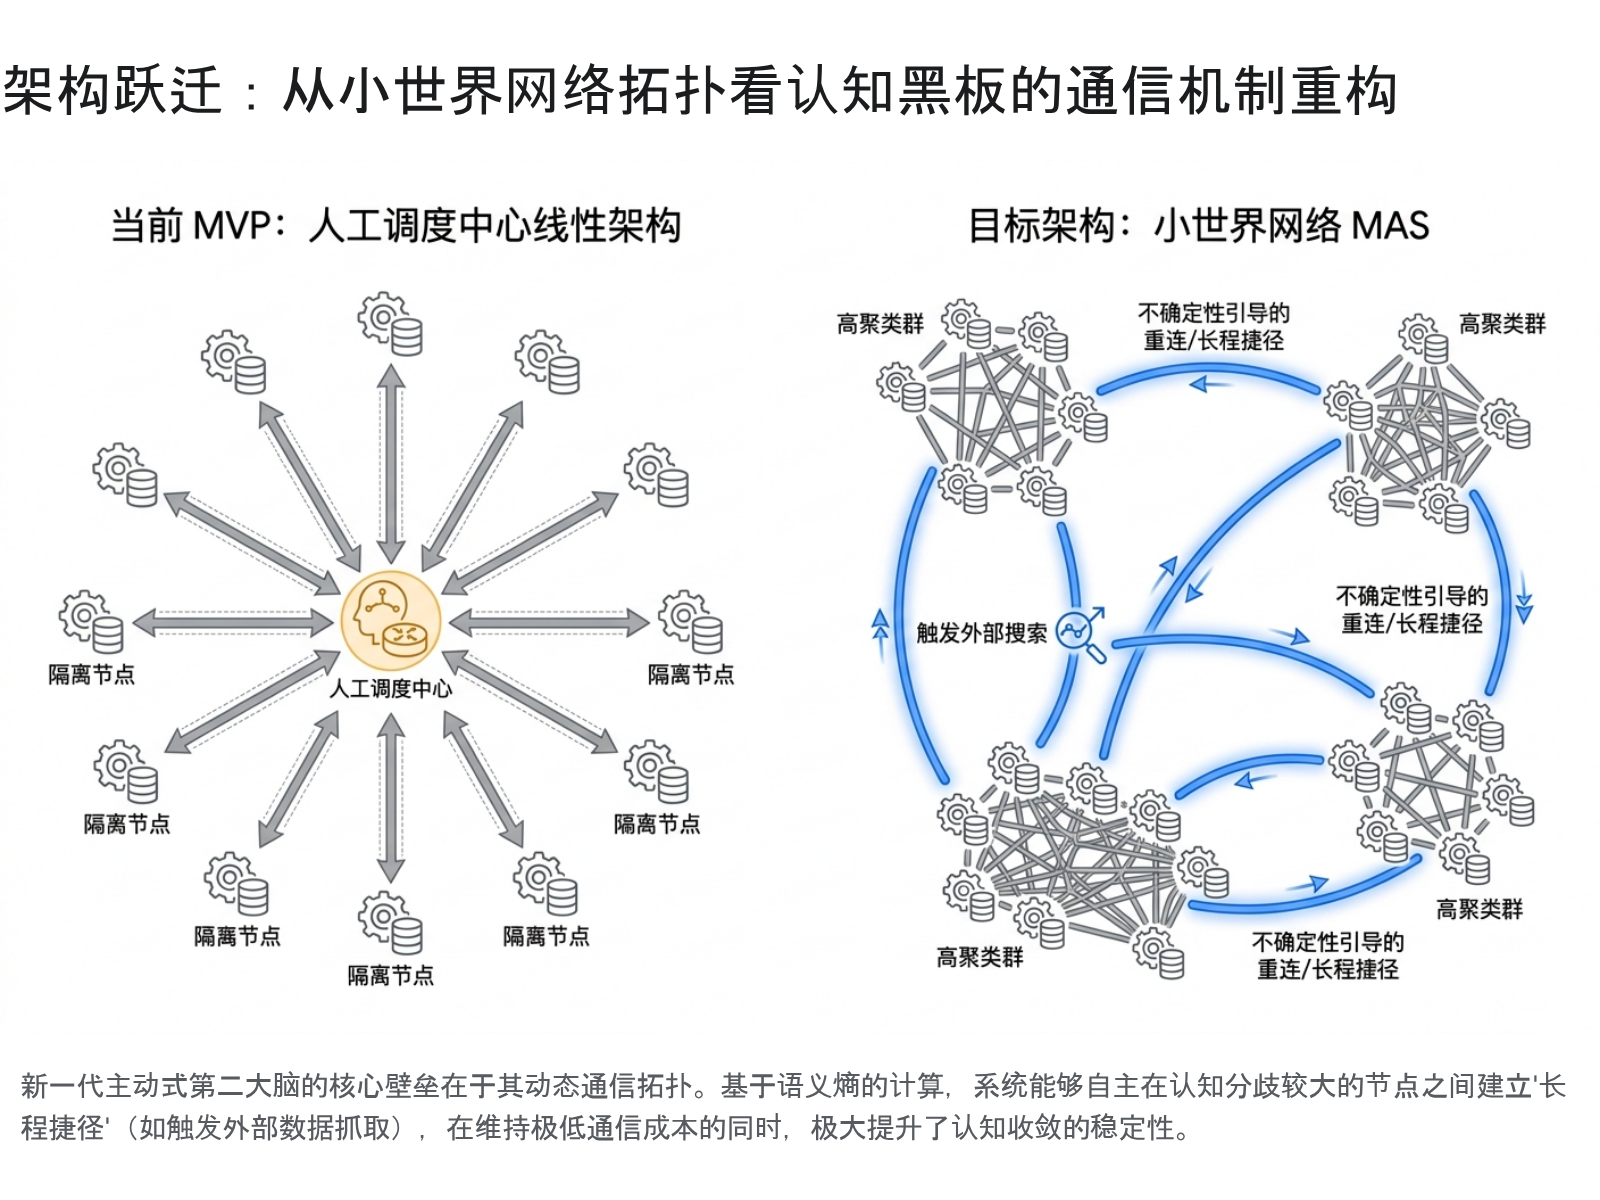 架构跃迁：从小世界网络拓扑看认知黑板的通信机制重构
当前 MVP：人工调度中心线性架构
隔离节点
隔离节点
人工调度中心
隔离节点
隔离节点
隔离节点
隔离节点
隔离节点
目标架构：小世界网络 MAS
高聚类群
不确定性引导的
重连/长程捷径
高聚类群
触发外部搜索
不确定性引导的
重连/长程捷径
高聚类群
高聚类群
不确定性引导的
重连/长程捷径
新一代主动式第二大脑的核心壁垒在于其动态通信拓扑。基于语义熵的计算，系统能够自主在认知分歧较大的节点之间建立'长
程捷径'（如触发外部数据抓取），在维持极低通信成本的同时，极大提升了认知收敛的稳定性。